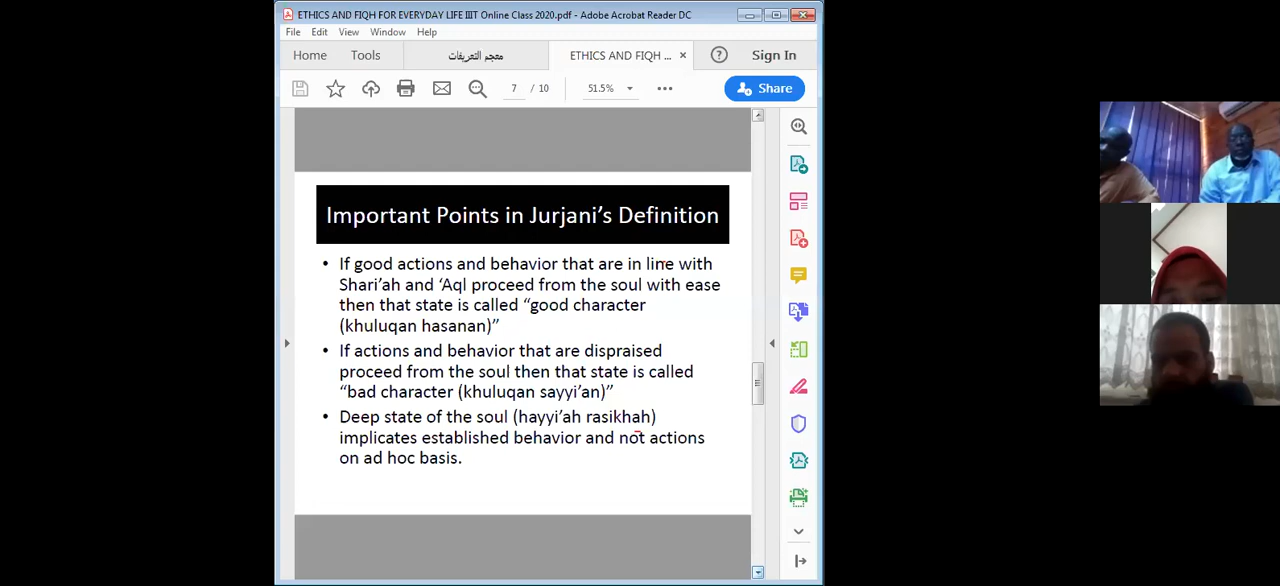 ETHICS AND FIQH FOR EVERYDAY LIFE IIIT Online Class 2020.pdf - Adobe Acrobat Reader DC
File Edit View Window Help
Home Tools معجم التعريفات ETHICS AND FIQH ... × ? Sign In
7 / 10 51.5% Share
Important Points in Jurjani’s Definition
• If good actions and behavior that are in line with
Shari’ah and ‘Aql proceed from the soul with ease
then that state is called “good character
(khuluqan hasanan)”
• If actions and behavior that are dispraised
proceed from the soul then that state is called
“bad character (khuluqan sayyi’an)”
• Deep state of the soul (hayyi’ah rasikhah)
implicates established behavior and not actions
on ad hoc basis.